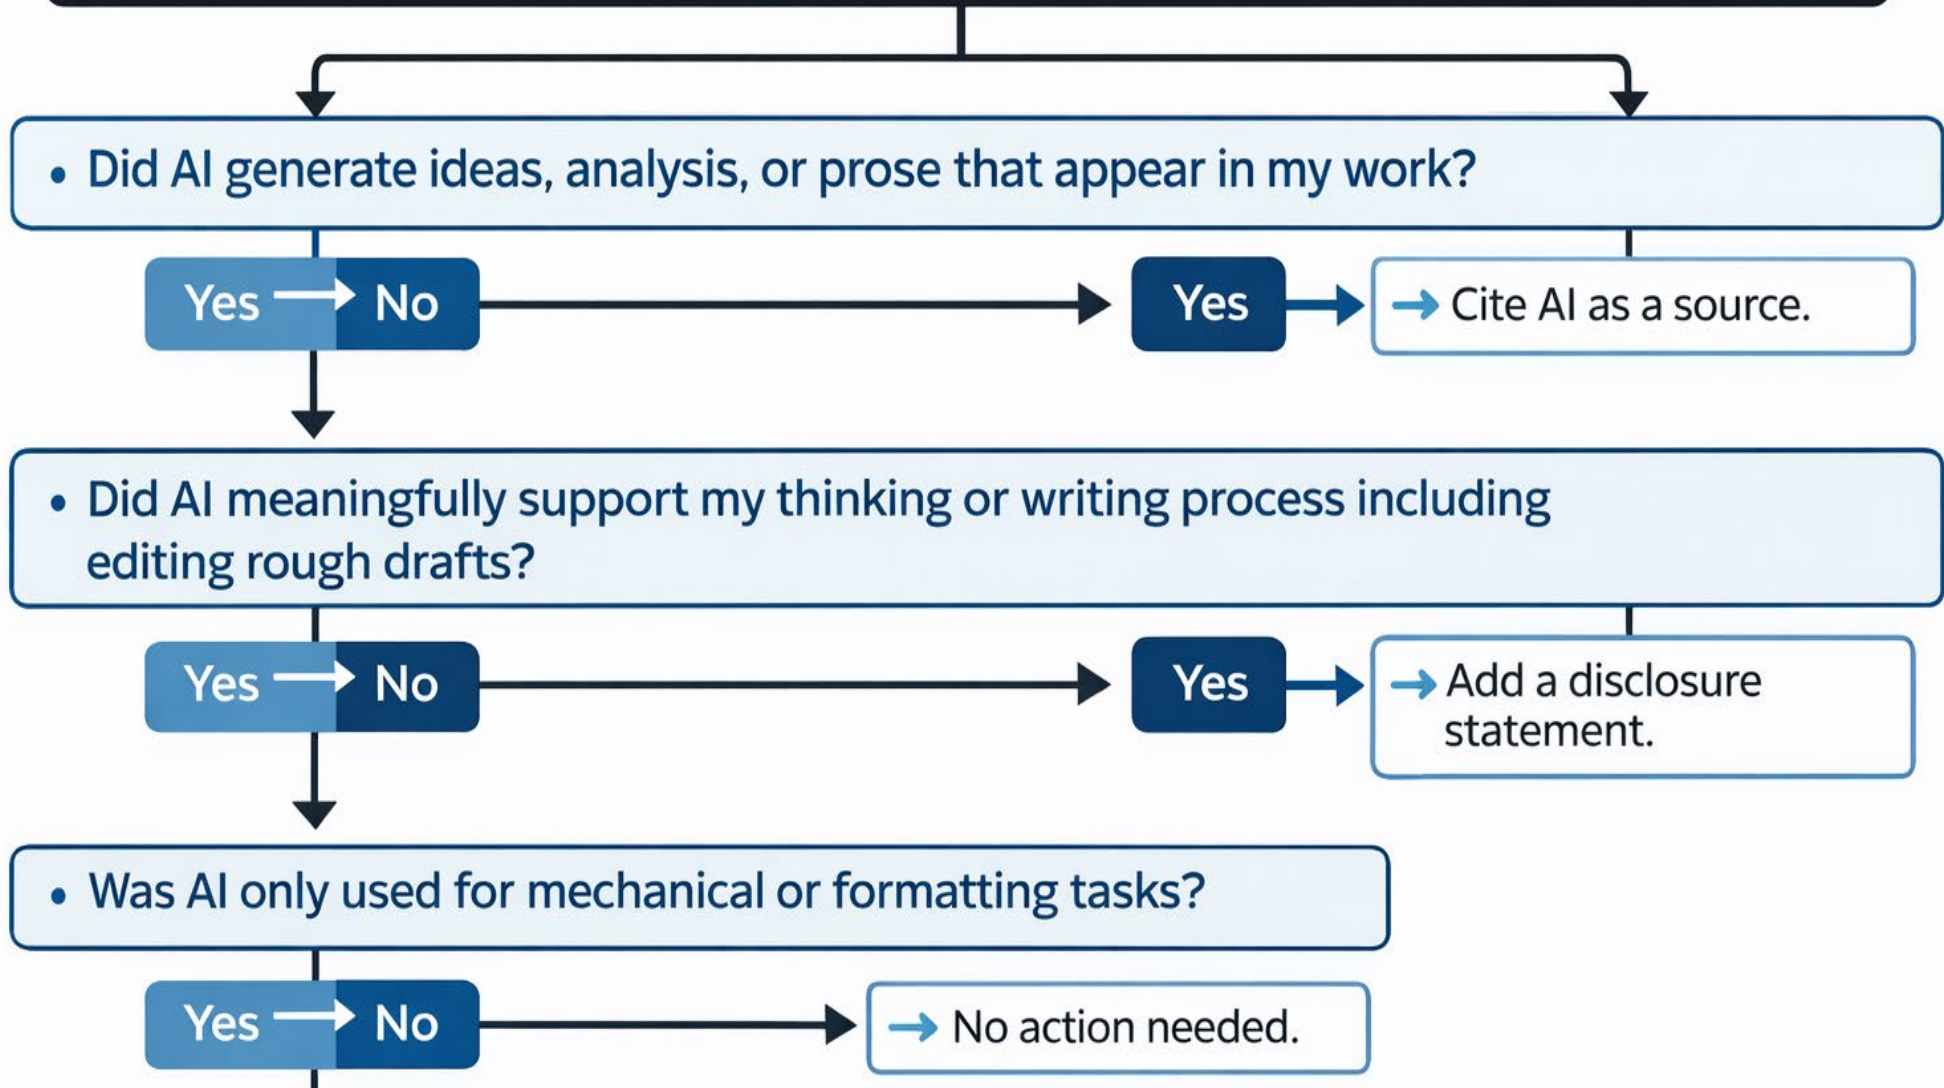 • Did AI generate ideas, analysis, or prose that appear in my work?
Yes → No
Yes
→ Cite AI as a source.
• Did AI meaningfully support my thinking or writing process including
editing rough drafts?
Yes → No
Yes
→ Add a disclosure
statement.
• Was AI only used for mechanical or formatting tasks?
Yes → No
→ No action needed.